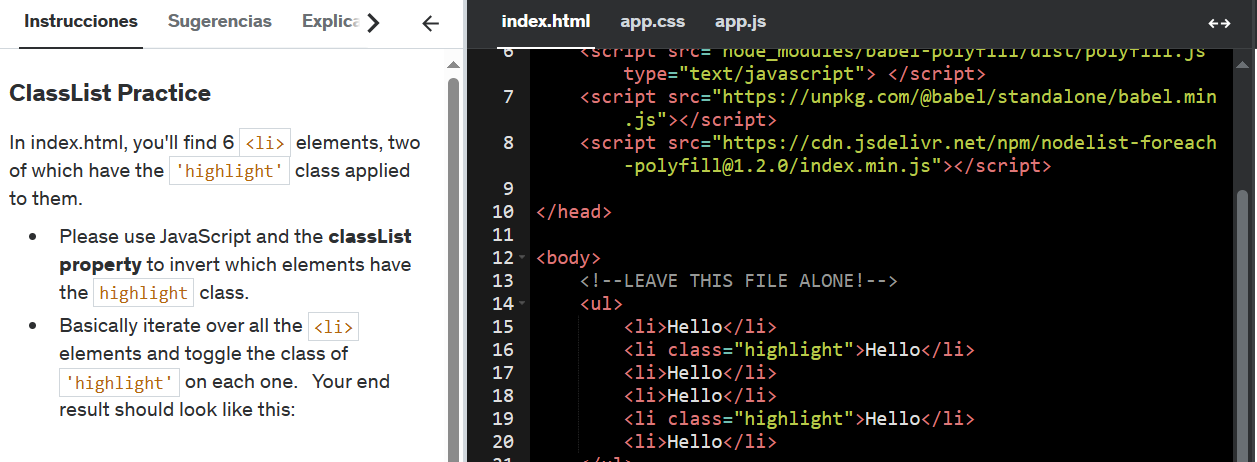 Instrucciones Sugerencias Explica
ClassList Practice
In index.html, you'll find 6 <li> elements, two
of which have the 'highlight' class applied
to them.
• Please use JavaScript and the classList
property to invert which elements have
the highlight class.
• Basically iterate over all the <li>
elements and toggle the class of
'highlight' on each one.   Your end
result should look like this:
index.html app.css app.js
6 <script src="node_modules/babel-polyfill/dist/polyfill.js
type="text/javascript"> </script>
7 <script src="https://unpkg.com/@babel/standalone/babel.min
.js"></script>
8 <script src="https://cdn.jsdelivr.net/npm/nodelist-foreach
-polyfill@1.2.0/index.min.js"></script>
9
10 </head>
11
12 <body>
13 <!--LEAVE THIS FILE ALONE!-->
14 <ul>
15 <li>Hello</li>
16 <li class="highlight">Hello</li>
17 <li>Hello</li>
18 <li>Hello</li>
19 <li class="highlight">Hello</li>
20 <li>Hello</li>
21 </ul>